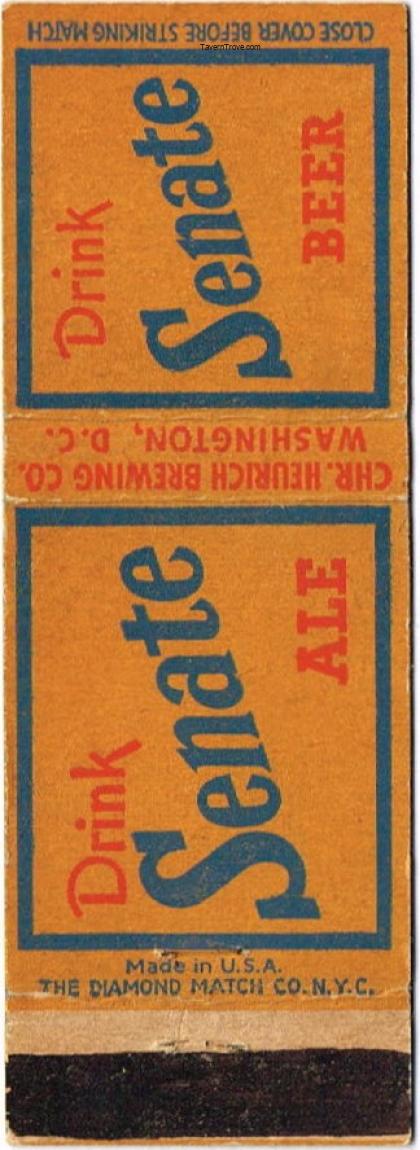 CLOSE COVER BEFORE STRIKING MATCH
TavernTrove.com
Drink
Senate
BEER
CHR. HEURICH BREWING CO.
WASHINGTON, D.C.
Drink
Senate
ALE
Made in U.S.A.
THE DIAMOND MATCH CO. N.Y.C.